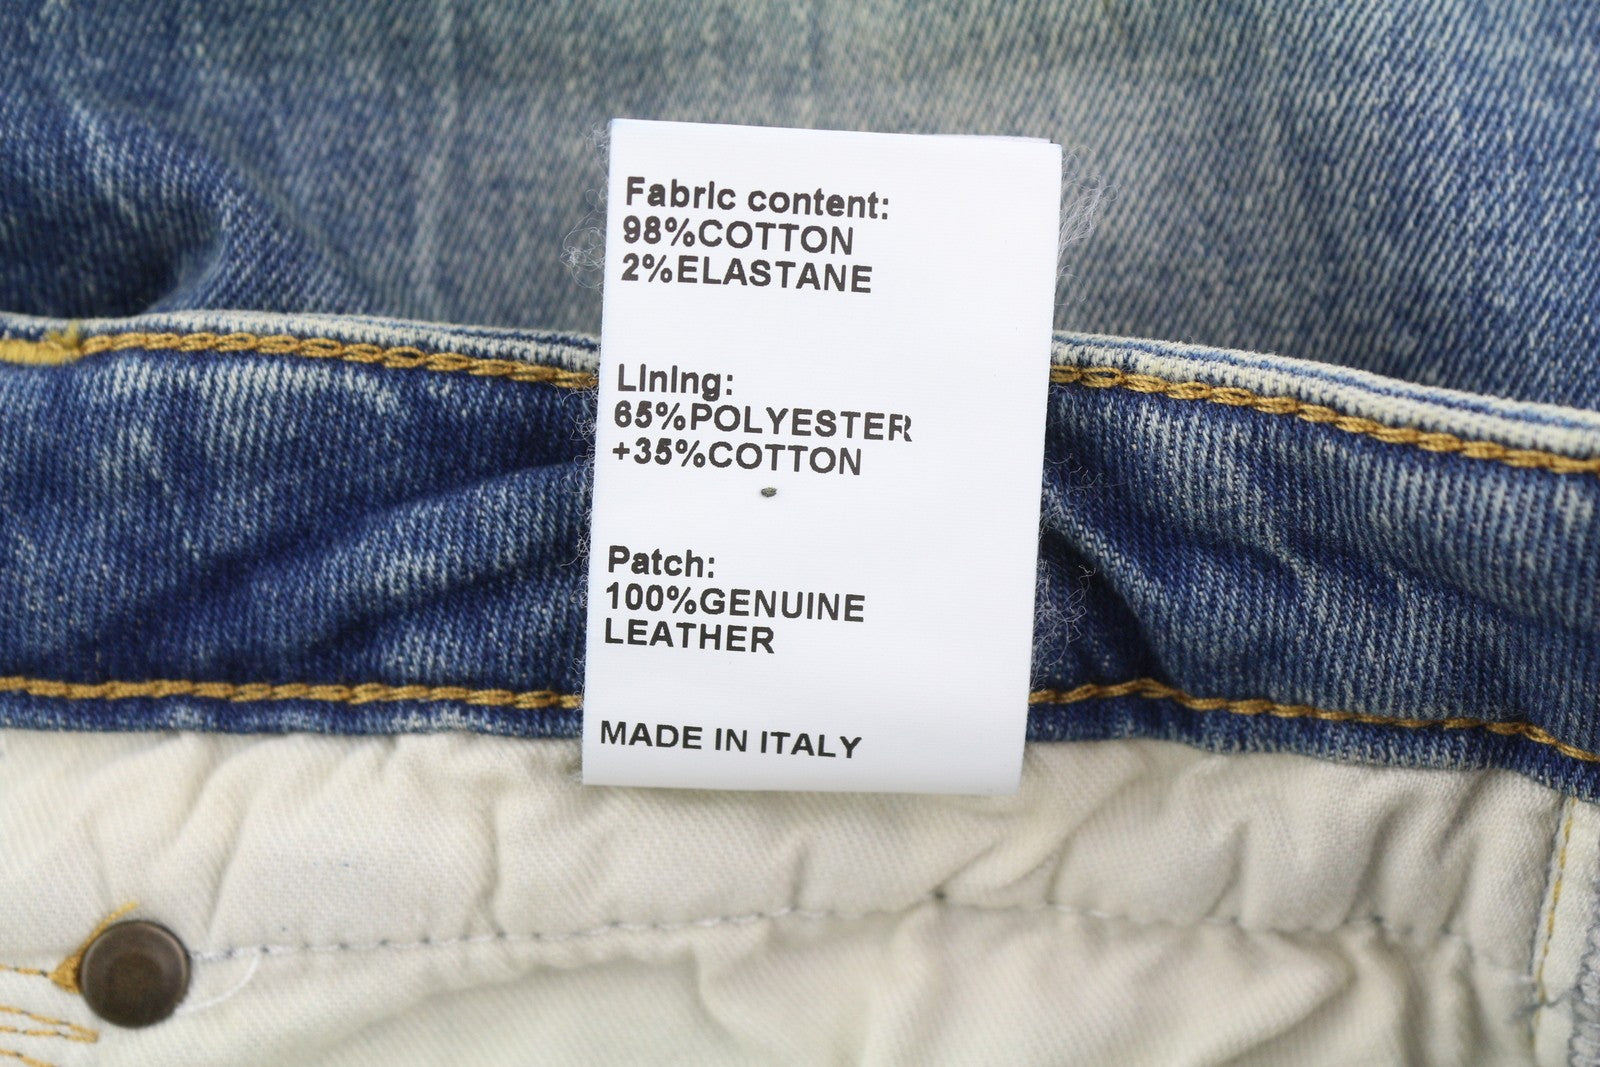 Fabric content:
98%COTTON
2%ELASTANE
Lining:
65%POLYESTER
+35%COTTON
Patch:
100%GENUINE
LEATHER
MADE IN ITALY